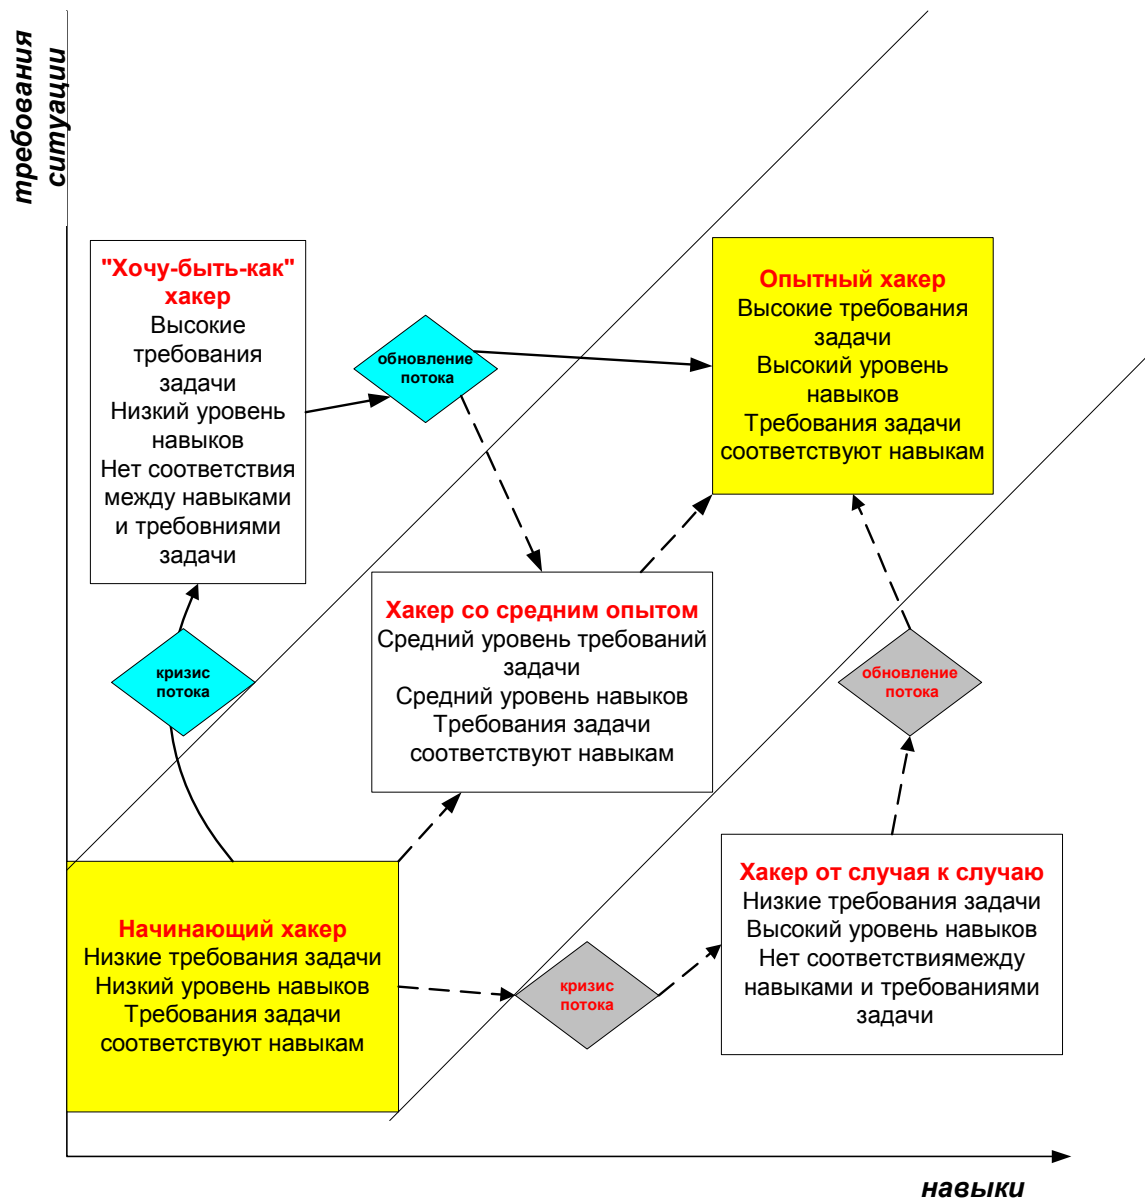 требования
ситуации
"Хочу-быть-как"
хакер
Высокие
требования
задачи
Низкий уровень
навыков
Нет соответствия
между навыками
и требовниями
задачи
обновление
потока
Опытный хакер
Высокие требования
задачи
Высокий уровень
навыков
Требования задачи
соответствуют навыкам
кризис
потока
Хакер со средним опытом
Средний уровень требований
задачи
Средний уровень навыков
Требования задачи
соответствуют навыкам
обновление
потока
Начинающий хакер
Низкие требования задачи
Низкий уровень навыков
Требования задачи
соответствуют навыкам
кризис
потока
Хакер от случая к случаю
Низкие требования задачи
Высокий уровень навыков
Нет соответствиямежду
навыками и требованиями
задачи
навыки